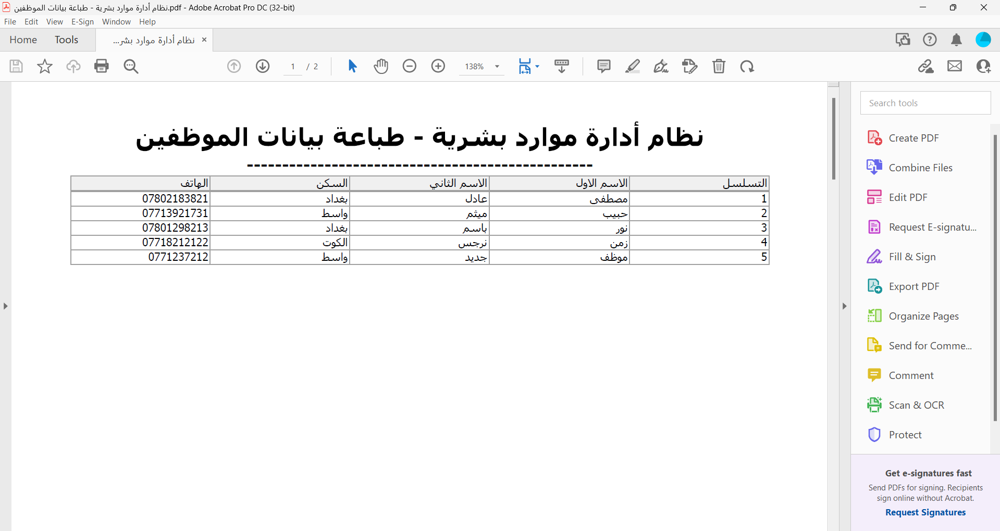 نظام أدارة موارد بشرية - طباعة بيانات الموظفين.pdf - Adobe Acrobat Pro DC (32-bit)
File Edit View E-Sign Window Help
Home Tools نظام أدارة موارد بشر... ×
1 / 2 138%
Search tools
نظام أدارة موارد بشرية - طباعة بيانات الموظفين
--------------------------------------------------
التسلسل الاسم الاول الاسم الثاني السكن الهاتف
1 مصطفى عادل بغداد 07802183821
2 حبيب ميثم واسط 07713921731
3 نور باسم بغداد 07801298213
4 زمن نرجس الكوت 07718212122
5 موظف جديد واسط 0771237212
Create PDF
Combine Files
Edit PDF
Request E-signatu...
Fill & Sign
Export PDF
Organize Pages
Send for Comme...
Comment
Scan & OCR
Protect
Get e-signatures fast
Send PDFs for signing. Recipients
sign online without Acrobat.
Request Signatures